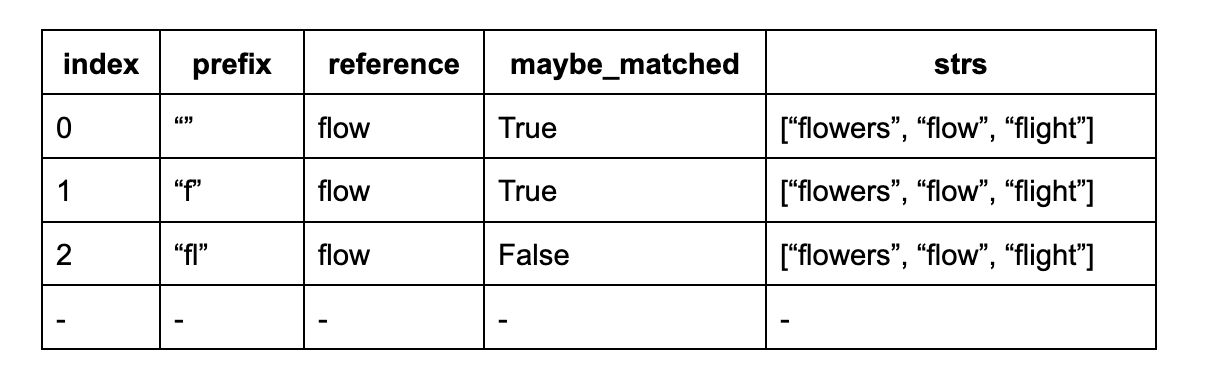 index prefix reference maybe_matched strs
0 “” flow True [“flowers”, “flow”, “flight”]
1 “f” flow True [“flowers”, “flow”, “flight”]
2 “fl” flow False [“flowers”, “flow”, “flight”]
- - - - -